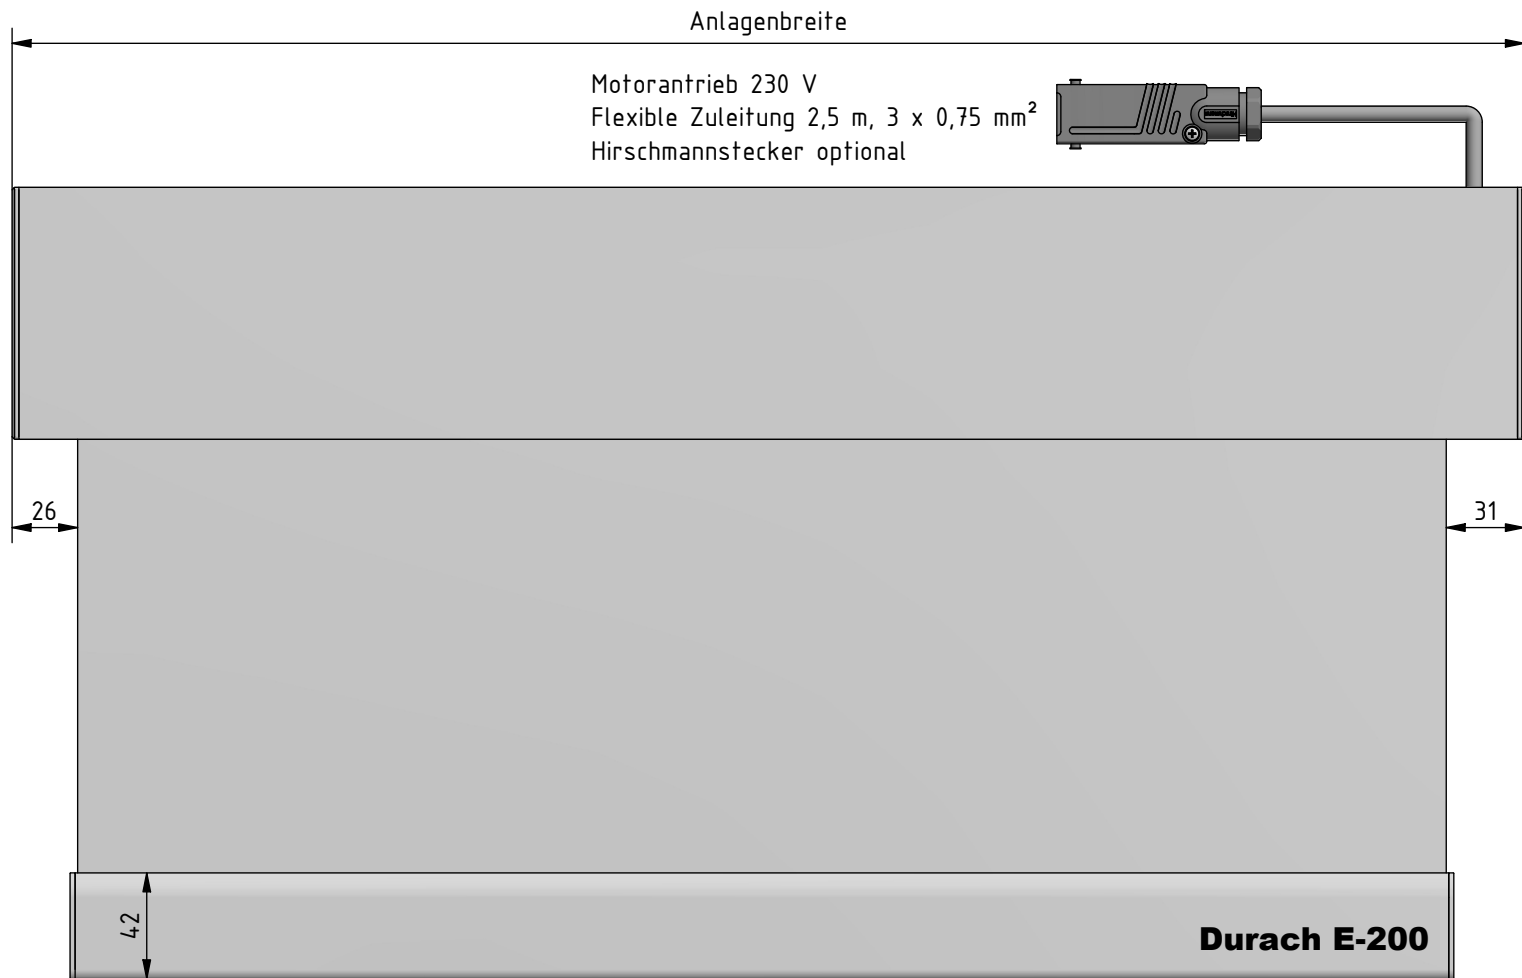 Anlagenbreite
Motorantrieb 230 V
Flexible Zuleitung 2,5 m, 3 x 0,75 mm²
Hirschmannstecker optional
26
31
42
Durach E-200